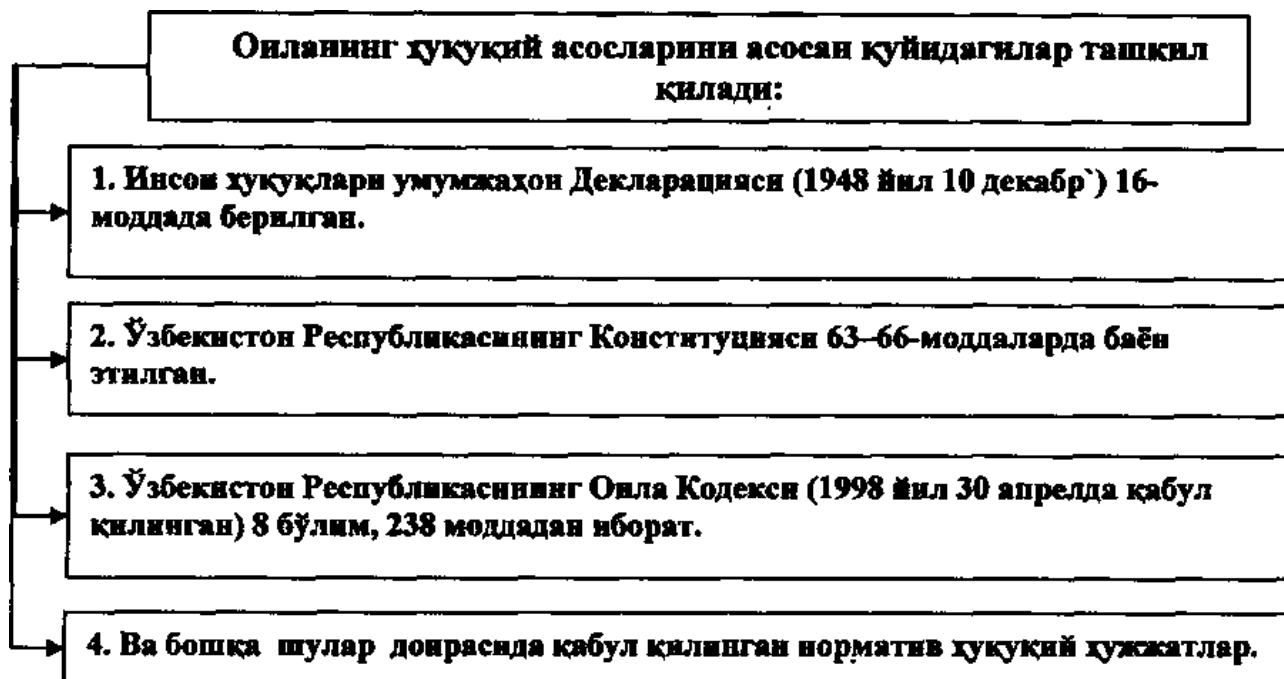 Оиланинг ҳуқуқий асосларини асосан қуйидагилар ташкил
қилади:
1. Инсон ҳуқуқлари умумжаҳон Декларацияси (1948 йил 10 декабр`) 16-
моддада берилган.
2. Ўзбекистон Республикасининг Конституцияси 63–66-моддаларда баён
этилган.
3. Ўзбекистон Республикасининг Оила Кодекси (1998 йил 30 апрелда қабул
қилинган) 8 бўлим, 238 моддадан иборат.
4. Ва бошқа шулар доирасида қабул қилинган норматив ҳуқуқий ҳужжатлар.